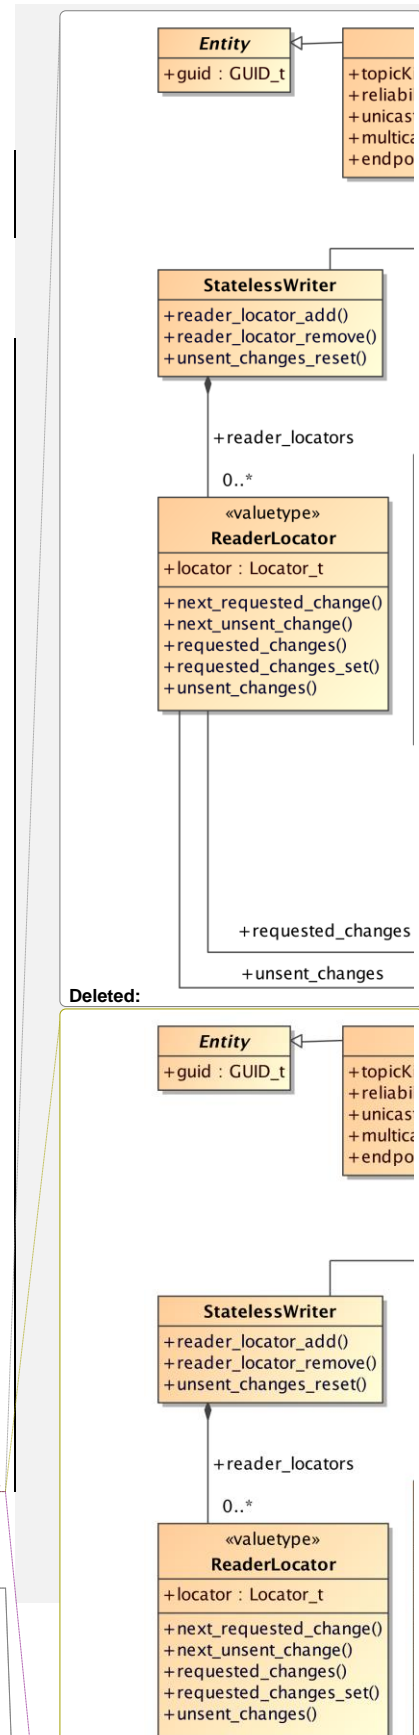 Entity
+guid : GUID_t
+topicK
+reliabi
+unicas
+multica
+endpo
StatelessWriter
+reader_locator_add()
+reader_locator_remove()
+unsent_changes_reset()
+reader_locators
0..*
«valuetype»
ReaderLocator
+locator : Locator_t
+next_requested_change()
+next_unsent_change()
+requested_changes()
+requested_changes_set()
+unsent_changes()
+requested_changes
+unsent_changes
Deleted:
Entity
+guid : GUID_t
+topicK
+reliabi
+unicas
+multica
+endpo
StatelessWriter
+reader_locator_add()
+reader_locator_remove()
+unsent_changes_reset()
+reader_locators
0..*
«valuetype»
ReaderLocator
+locator : Locator_t
+next_requested_change()
+next_unsent_change()
+requested_changes()
+requested_changes_set()
+unsent_changes()